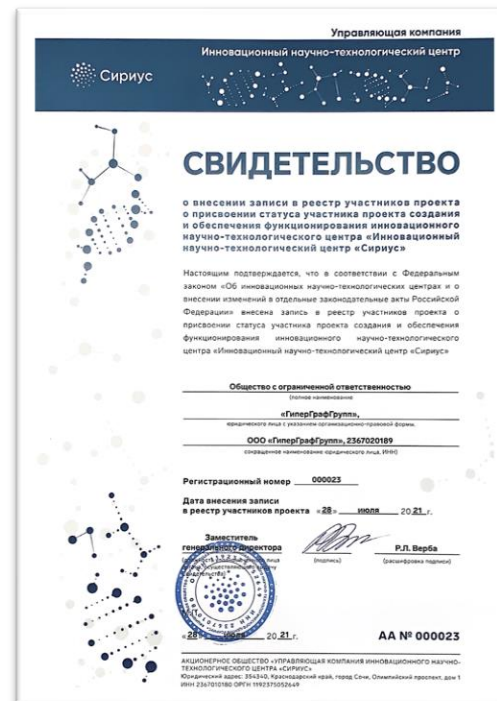 Управляющая компания
Инновационный научно-технологический центр
Сириус
СВИДЕТЕЛЬСТВО
о внесении записи в реестр участников проекта
о присвоении статуса участника проекта создания
и обеспечения функционирования инновационного
научно-технологического центра «Инновационный
научно-технологический центр «Сириус»
Настоящим подтверждается, что в соответствии с Федеральным
законом «Об инновационных научно-технологических центрах и о
внесении изменений в отдельные законодательные акты Российской
Федерации» внесена запись в реестр участников проекта о
присвоении статуса участника проекта создания и обеспечения
функционирования инновационного научно-технологического
центра «Инновационный научно-технологический центр «Сириус»
Общество с ограниченной ответственностью
(полное наименование
«ГиперГрафГрупп»,
юридического лица с указанием организационно-правовой формы,
ООО «ГиперГрафГрупп», 2367020189
сокращенное наименование юридического лица, ИНН)
Регистрационный номер 000023
Дата внесения записи
в реестр участников проекта «28» июля 2021 г.
Заместитель
генерального директора
Р.Л. Верба
(подпись)
(расшифровка подписи)
«28» июля 2021 г.
АА № 000023
АКЦИОНЕРНОЕ ОБЩЕСТВО «УПРАВЛЯЮЩАЯ КОМПАНИЯ ИННОВАЦИОННОГО НАУЧНО-
ТЕХНОЛОГИЧЕСКОГО ЦЕНТРА «СИРИУС»
Юридический адрес: 354340, Краснодарский край, город Сочи, Олимпийский проспект, дом 1
ИНН 2367010180 ОРГН 1192375052649